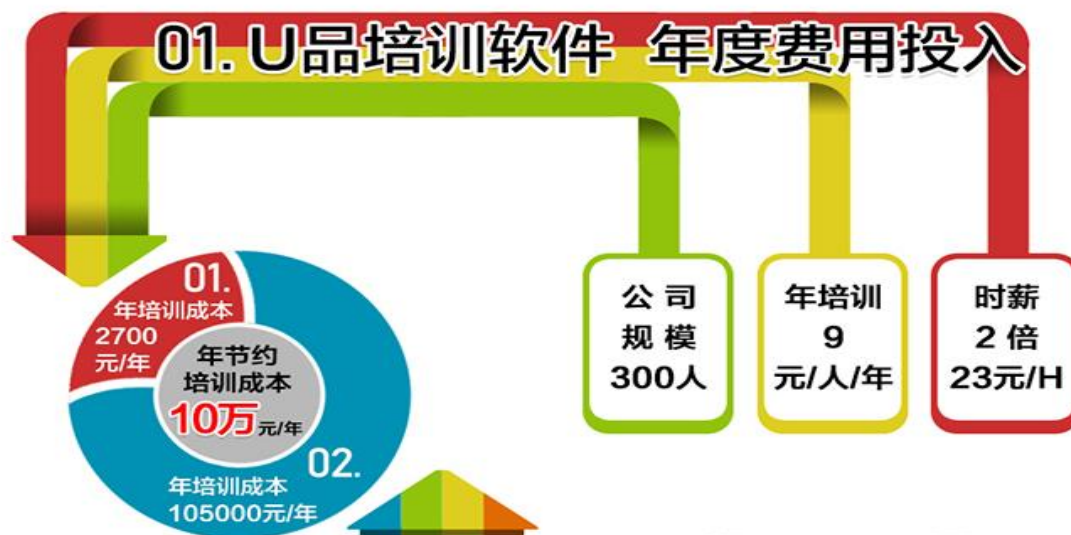 01. U品培训软件 年度费用投入
公司
规模
300人
年培训
9
元/人/年
时薪
2倍
23元/H
01.
年培训成本
2700
元/年
年节约
培训成本
10万元/年
02.
年培训成本
105000元/年